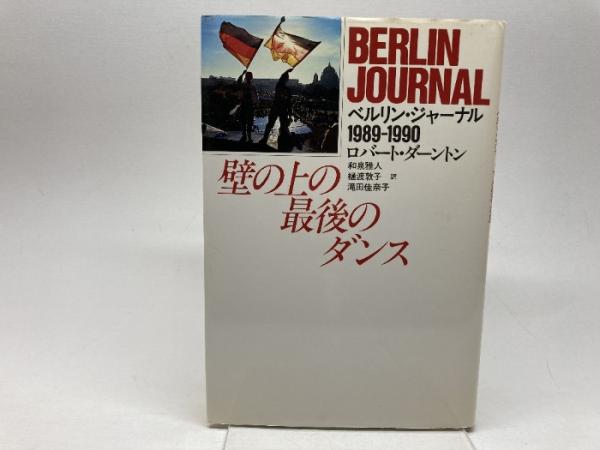 BERLIN
JOURNAL
ベルリン・ジャーナル
1989-1990
ロバート・ダーントン
和泉雅人
樋渡敦子 訳
滝田佳奈子
壁の上の
最後の
ダンス